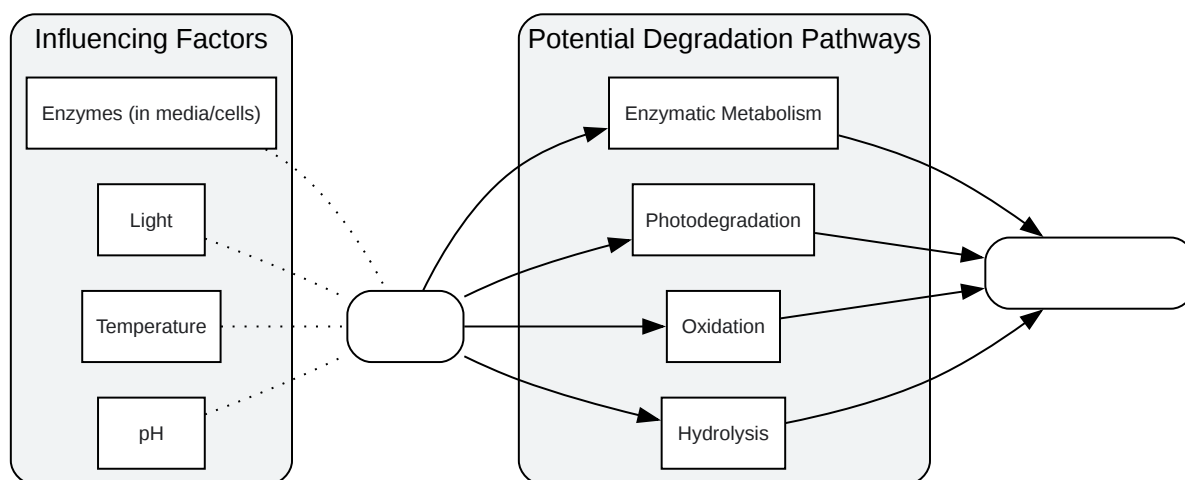 Influencing Factors
Enzymes (in media/cells)
Light
Temperature
pH
Potential Degradation Pathways
Enzymatic Metabolism
Photodegradation
Oxidation
Hydrolysis